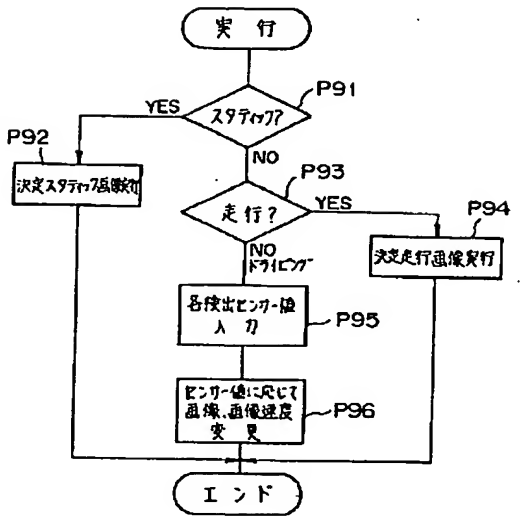 実行
P91
スタティック?
YES
NO
P92
決定スタティック画像実行
P93
走行?
YES
P94
決定走行画像実行
NO
ドライビング
各検出センサー値
入力
P95
センサー値に応じて
画像、画像速度
変更
P96
エンド